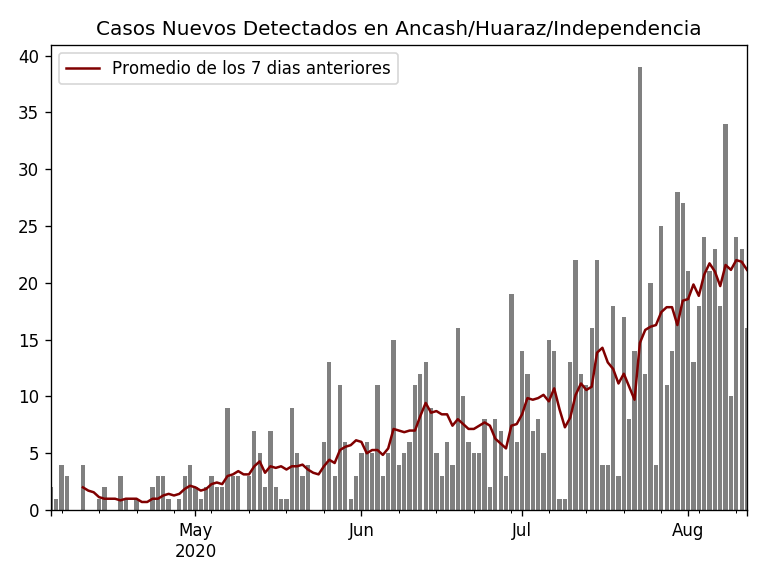 Casos Nuevos Detectados en Ancash/Huaraz/Independencia
Promedio de los 7 dias anteriores
40
35
30
25
20
15
10
5
0
May
2020
Jun
Jul
Aug